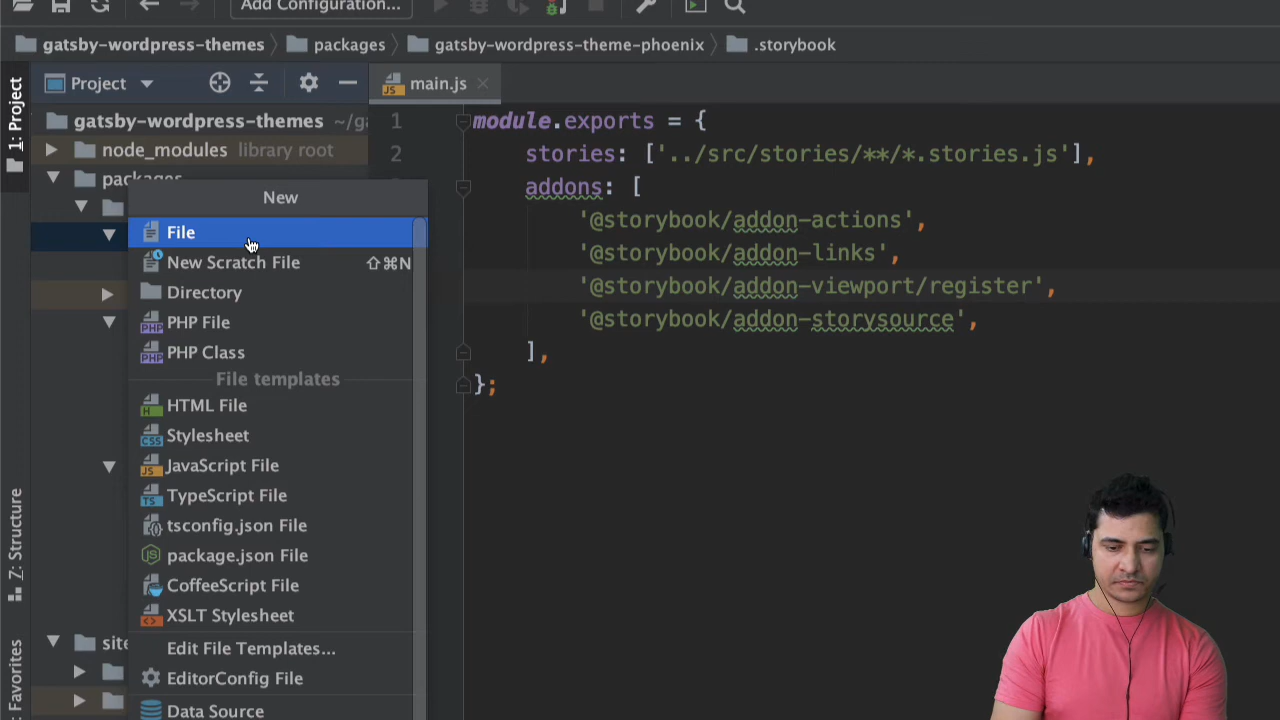 Add Configuration...
gatsby-wordpress-themes
packages
gatsby-wordpress-theme-phoenix
.storybook
1: Project
Project
main.js
gatsby-wordpress-themes ~/ga
node_modules library root
packages
site
New
File
New Scratch File ⇧⌘N
Directory
PHP File
PHP Class
File templates
HTML File
Stylesheet
JavaScript File
TypeScript File
tsconfig.json File
package.json File
CoffeeScript File
XSLT Stylesheet
Edit File Templates...
EditorConfig File
Data Source
1 module.exports = {
2 stories: ['../src/stories/**/*.stories.js'],
addons: [
'@storybook/addon-actions',
'@storybook/addon-links',
'@storybook/addon-viewport/register',
'@storybook/addon-storysource',
],
};
Z: Structure
Favorites